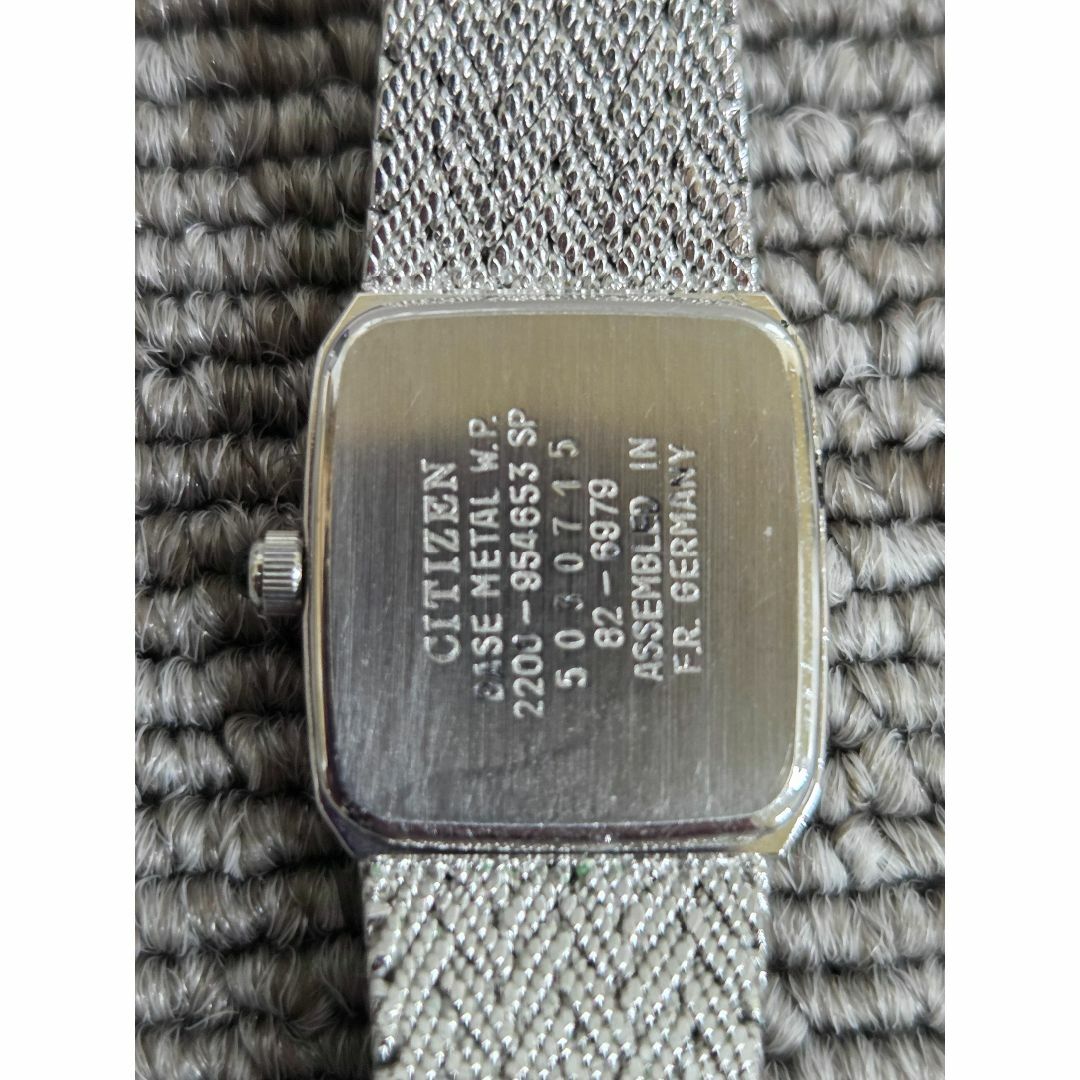 CITIZEN
BASE METAL W.P.
2200-954653 SP
5030715
82-6979
ASSEMBLED IN
F.R. GERMANY